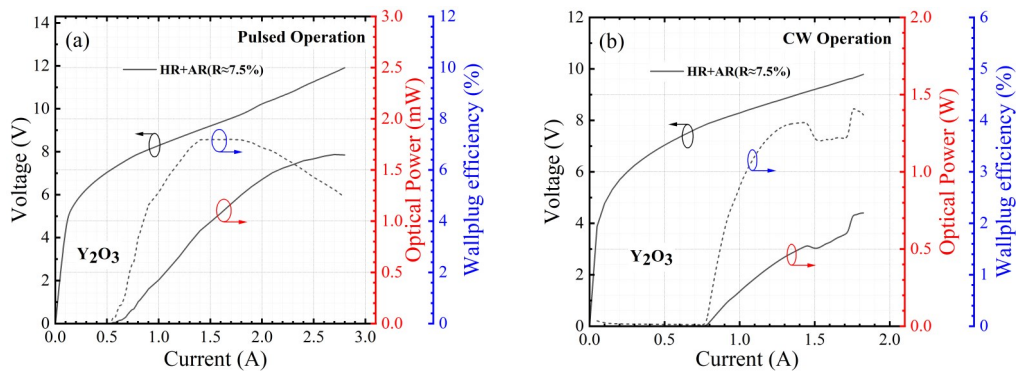 (a)
Pulsed Operation
HR+AR(R≈7.5%)
Y₂O₃
Voltage (V)
14
12
10
8
6
4
2
0
0.0 0.5 1.0 1.5 2.0 2.5 3.0
Current (A)
3.0
2.5
2.0
1.5
1.0
0.5
0.0
Optical Power (mW)
12
10
8
6
4
2
0
Wallplug efficiency (%)
(b)
CW Operation
HR+AR(R≈7.5%)
Y₂O₃
Voltage (V)
12
10
8
6
4
2
0
0.0 0.5 1.0 1.5 2.0
Current (A)
2.0
1.5
1.0
0.5
0.0
Optical Power (W)
6
5
4
3
2
1
0
Wallplug efficiency (%)